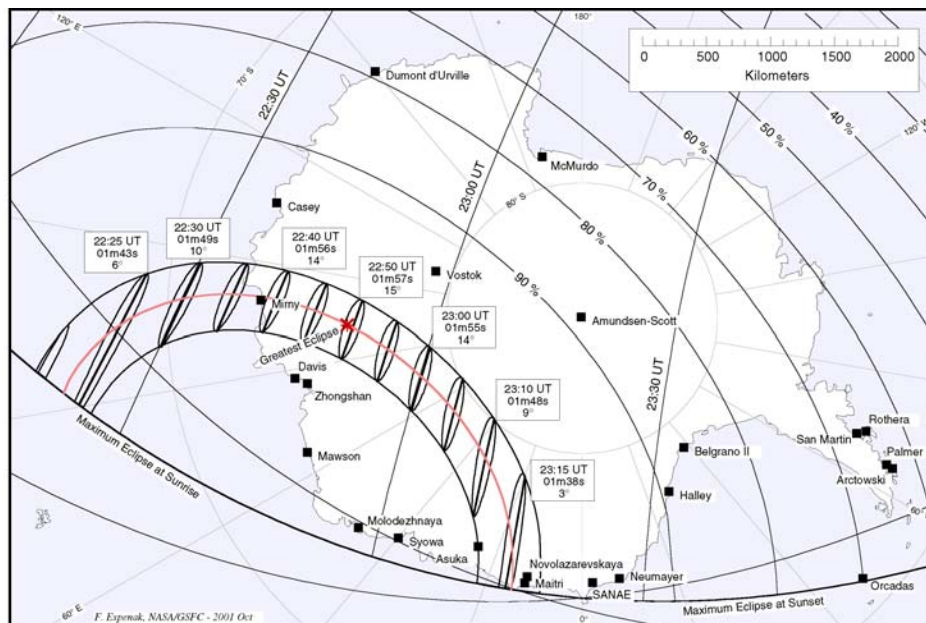 120° E
180°
0 500 1000 1500 2000
Kilometers
Dumont d'Urville
70° S
22:30 UT
60 %
50 %
40 %
120° W
McMurdo
23:00 UT
23:30 UT
80° S
70 %
80 %
90 %
Casey
22:25 UT
01m43s
6°
22:30 UT
01m49s
10°
22:40 UT
01m56s
14°
22:50 UT
01m57s
15°
23:00 UT
01m55s
14°
23:10 UT
01m48s
9°
23:15 UT
01m38s
3°
Vostok
Mirny
Greatest Eclipse
Amundsen-Scott
Davis
Zhongshan
Mawson
Maximum Eclipse at Sunrise
Rothera
San Martin
Palmer
Arctowski
Belgrano II
Halley
Molodezhnaya
Syowa
Asuka
Novolazarevskaya
Maitri
Neumayer
SANAE
Orcadas
Maximum Eclipse at Sunset
60° E
0°
F. Espenak, NASA/GSFC - 2001 Oct